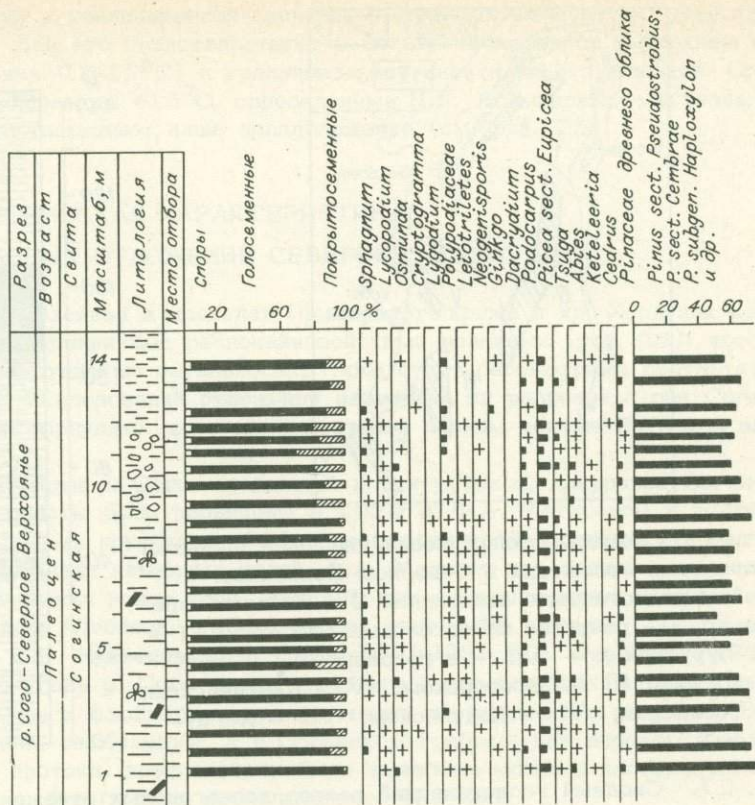 Разрез
Возраст
Свита
Масштаб, м
Литология
Место отбора
Споры
Голосеменные
Покрытосеменные
20 60 100 %
Sphagnum
Lycopodium
Osmunda
Cryptogramma
Lygodium
Polypodiaceae
Leiotriletes
Neogenisporis
Ginkgo
Dacrydium
Podocarpus
Picea sect. Eupicea
Tsuga
Abies
Keteleeria
Cedrus
Pinaceae древнего облика
Pinus sect. Pseudostrobus,
P. sect. Cembrae
P. subgen. Haploxylon
и др.
0 20 40 60
р. Сого-Северное Верхоянье
Палеоцен
Согинская
14
10
5
1